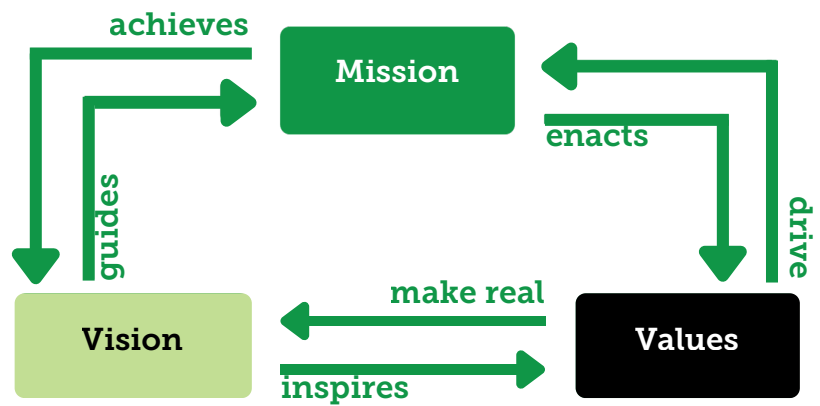 achieves
Mission
enacts
guides
drive
make real
Vision
Values
inspires